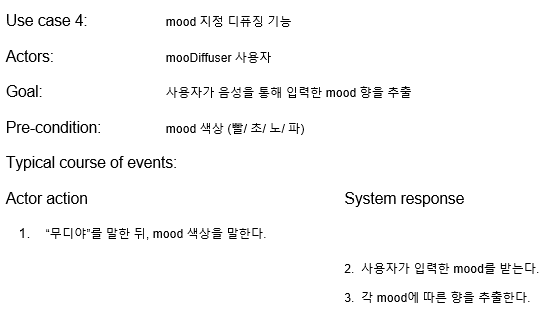 Use case 4: mood 지정 디퓨징 기능
Actors: mooDiffuser 사용자
Goal: 사용자가 음성을 통해 입력한 mood 향을 추출
Pre-condition: mood 색상 (빨/ 초/ 노/ 파)
Typical course of events:
Actor action System response
1. “무디야”를 말한 뒤, mood 색상을 말한다.
2. 사용자가 입력한 mood를 받는다.
3. 각 mood에 따른 향을 추출한다.